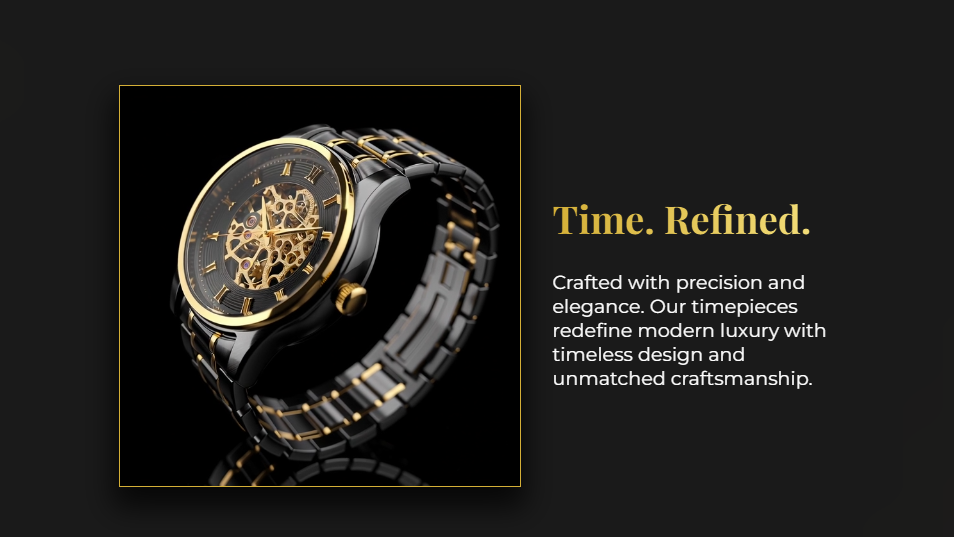 Time. Refined.
Crafted with precision and
elegance. Our timepieces
redefine modern luxury with
timeless design and
unmatched craftsmanship.